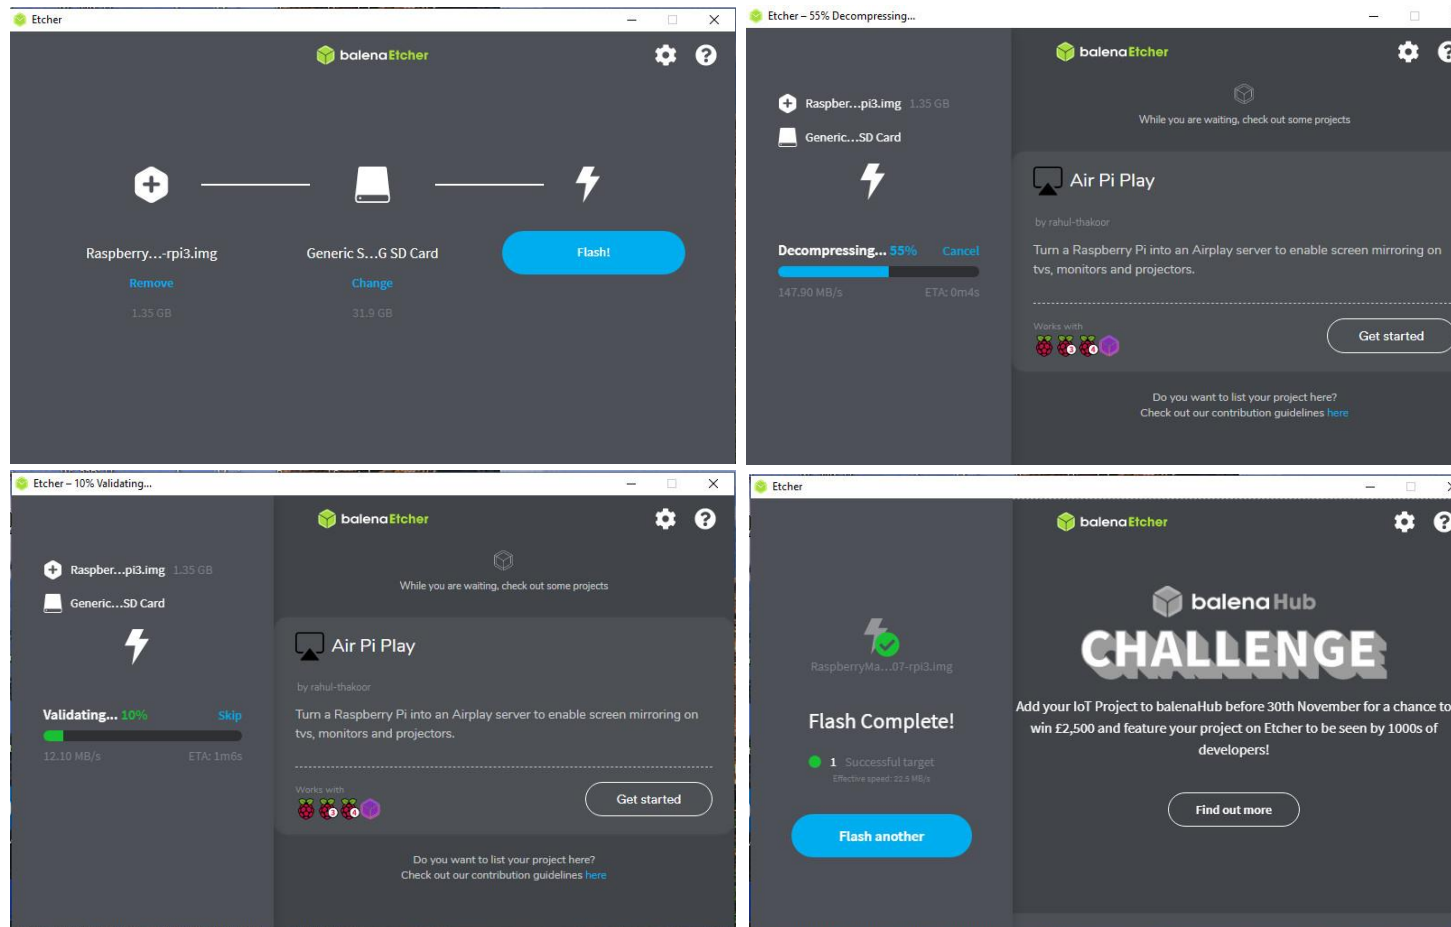 Etcher
balenaEtcher
Raspberry...-rpi3.img
Remove
1.35 GB
Generic S...G SD Card
Change
31.9 GB
Flash!
Etcher – 55% Decompressing...
balenaEtcher
Raspber...pi3.img 1.35 GB
Generic...SD Card
Decompressing... 55% Cancel
147.90 MB/s ETA: 0m4s
While you are waiting, check out some projects
Air Pi Play
by rahul-thakoor
Turn a Raspberry Pi into an Airplay server to enable screen mirroring on
tvs, monitors and projectors.
Works with
3 4
Get started
Do you want to list your project here?
Check out our contribution guidelines here
Etcher – 10% Validating...
balenaEtcher
Raspber...pi3.img 1.35 GB
Generic...SD Card
Validating... 10% Skip
12.10 MB/s ETA: 1m6s
While you are waiting, check out some projects
Air Pi Play
by rahul-thakoor
Turn a Raspberry Pi into an Airplay server to enable screen mirroring on
tvs, monitors and projectors.
Works with
3 4
Get started
Do you want to list your project here?
Check out our contribution guidelines here
Etcher
balenaEtcher
RaspberryMa...07-rpi3.img
Flash Complete!
1 Successful target
Effective speed: 22.5 MB/s
Flash another
balenaHub
CHALLENGE
Add your IoT Project to balenaHub before 30th November for a chance to
win £2,500 and feature your project on Etcher to be seen by 1000s of
developers!
Find out more